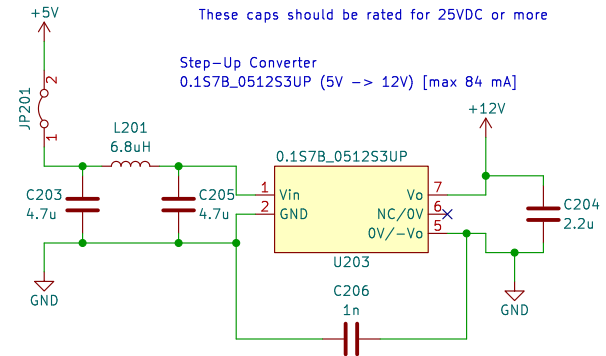 +5V
These caps should be rated for 25VDC or more
Step-Up Converter
0.1S7B_0512S3UP (5V -> 12V) [max 84 mA]
JP201
2
1
L201
6.8uH
+12V
0.1S7B_0512S3UP
C203
4.7u
C205
4.7u
1
Vin
2
GND
Vo
7
NC/0V
6
0V/-Vo
5
C204
2.2u
U203
GND
C206
1n
GND